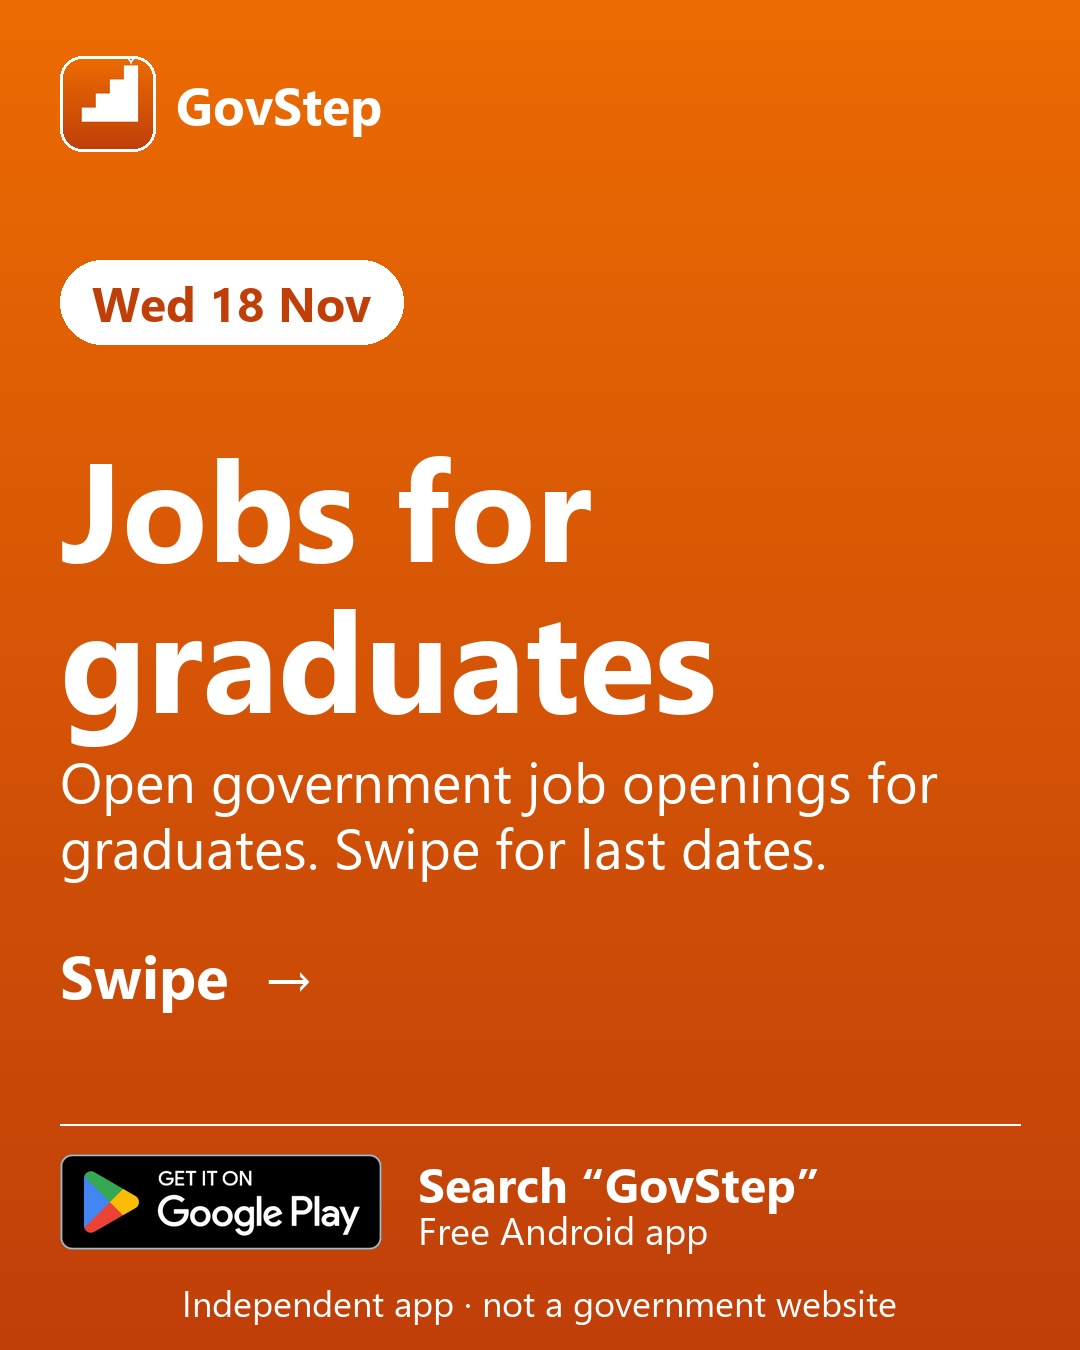 GovStep
Wed 18 Nov
Jobs for
graduates
Open government job openings for
graduates. Swipe for last dates.
Swipe →
GET IT ON
Google Play
Search “GovStep”
Free Android app
Independent app · not a government website